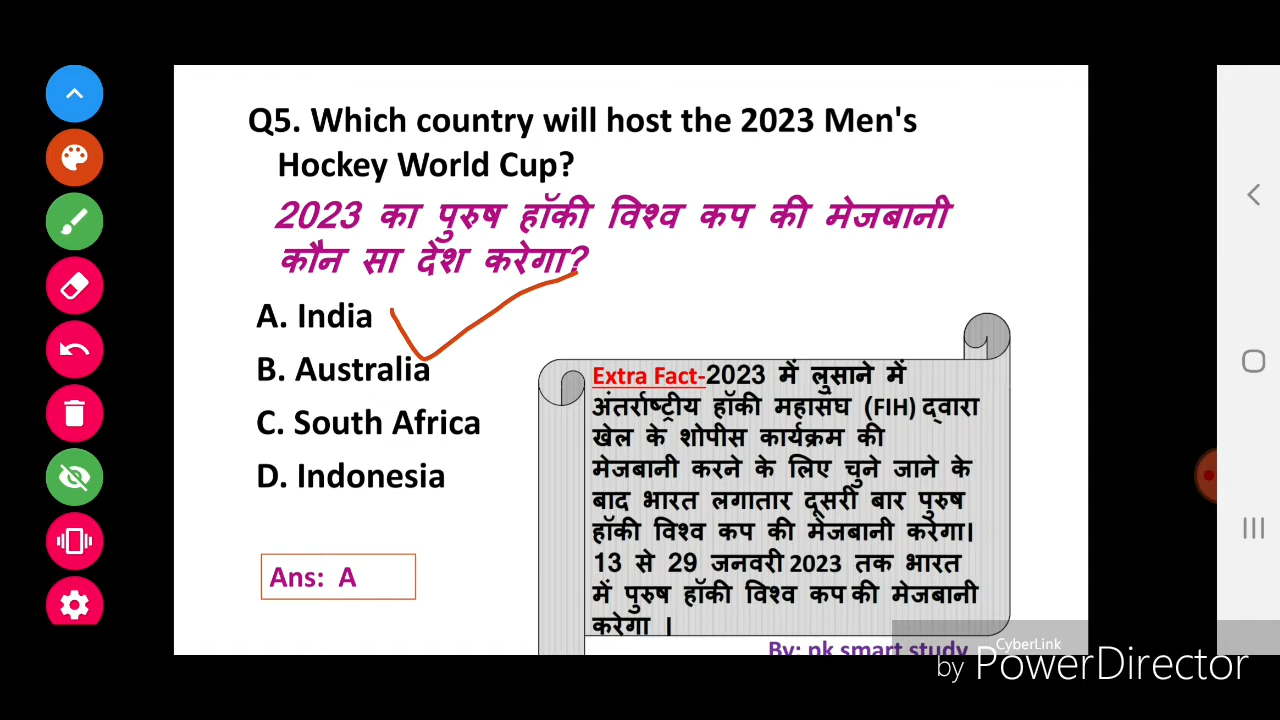 Q5. Which country will host the 2023 Men's
Hockey World Cup?
2023 का पुरुष हॉकी विश्व कप की मेजबानी
कौन सा देश करेगा?
A. India
B. Australia
C. South Africa
D. Indonesia
Ans: A
Extra Fact-2023 में लुसाने में
अंतर्राष्ट्रीय हॉकी महासंघ (FIH) द्वारा
खेल के शोपीस कार्यक्रम की
मेजबानी करने के लिए चुने जाने के
बाद भारत लगातार दूसरी बार पुरुष
हॉकी विश्व कप की मेजबानी करेगा।
13 से 29 जनवरी 2023 तक भारत
में पुरुष हॉकी विश्व कप की मेजबानी
करेगा ।
By: pk smart study
CyberLink
by PowerDirector